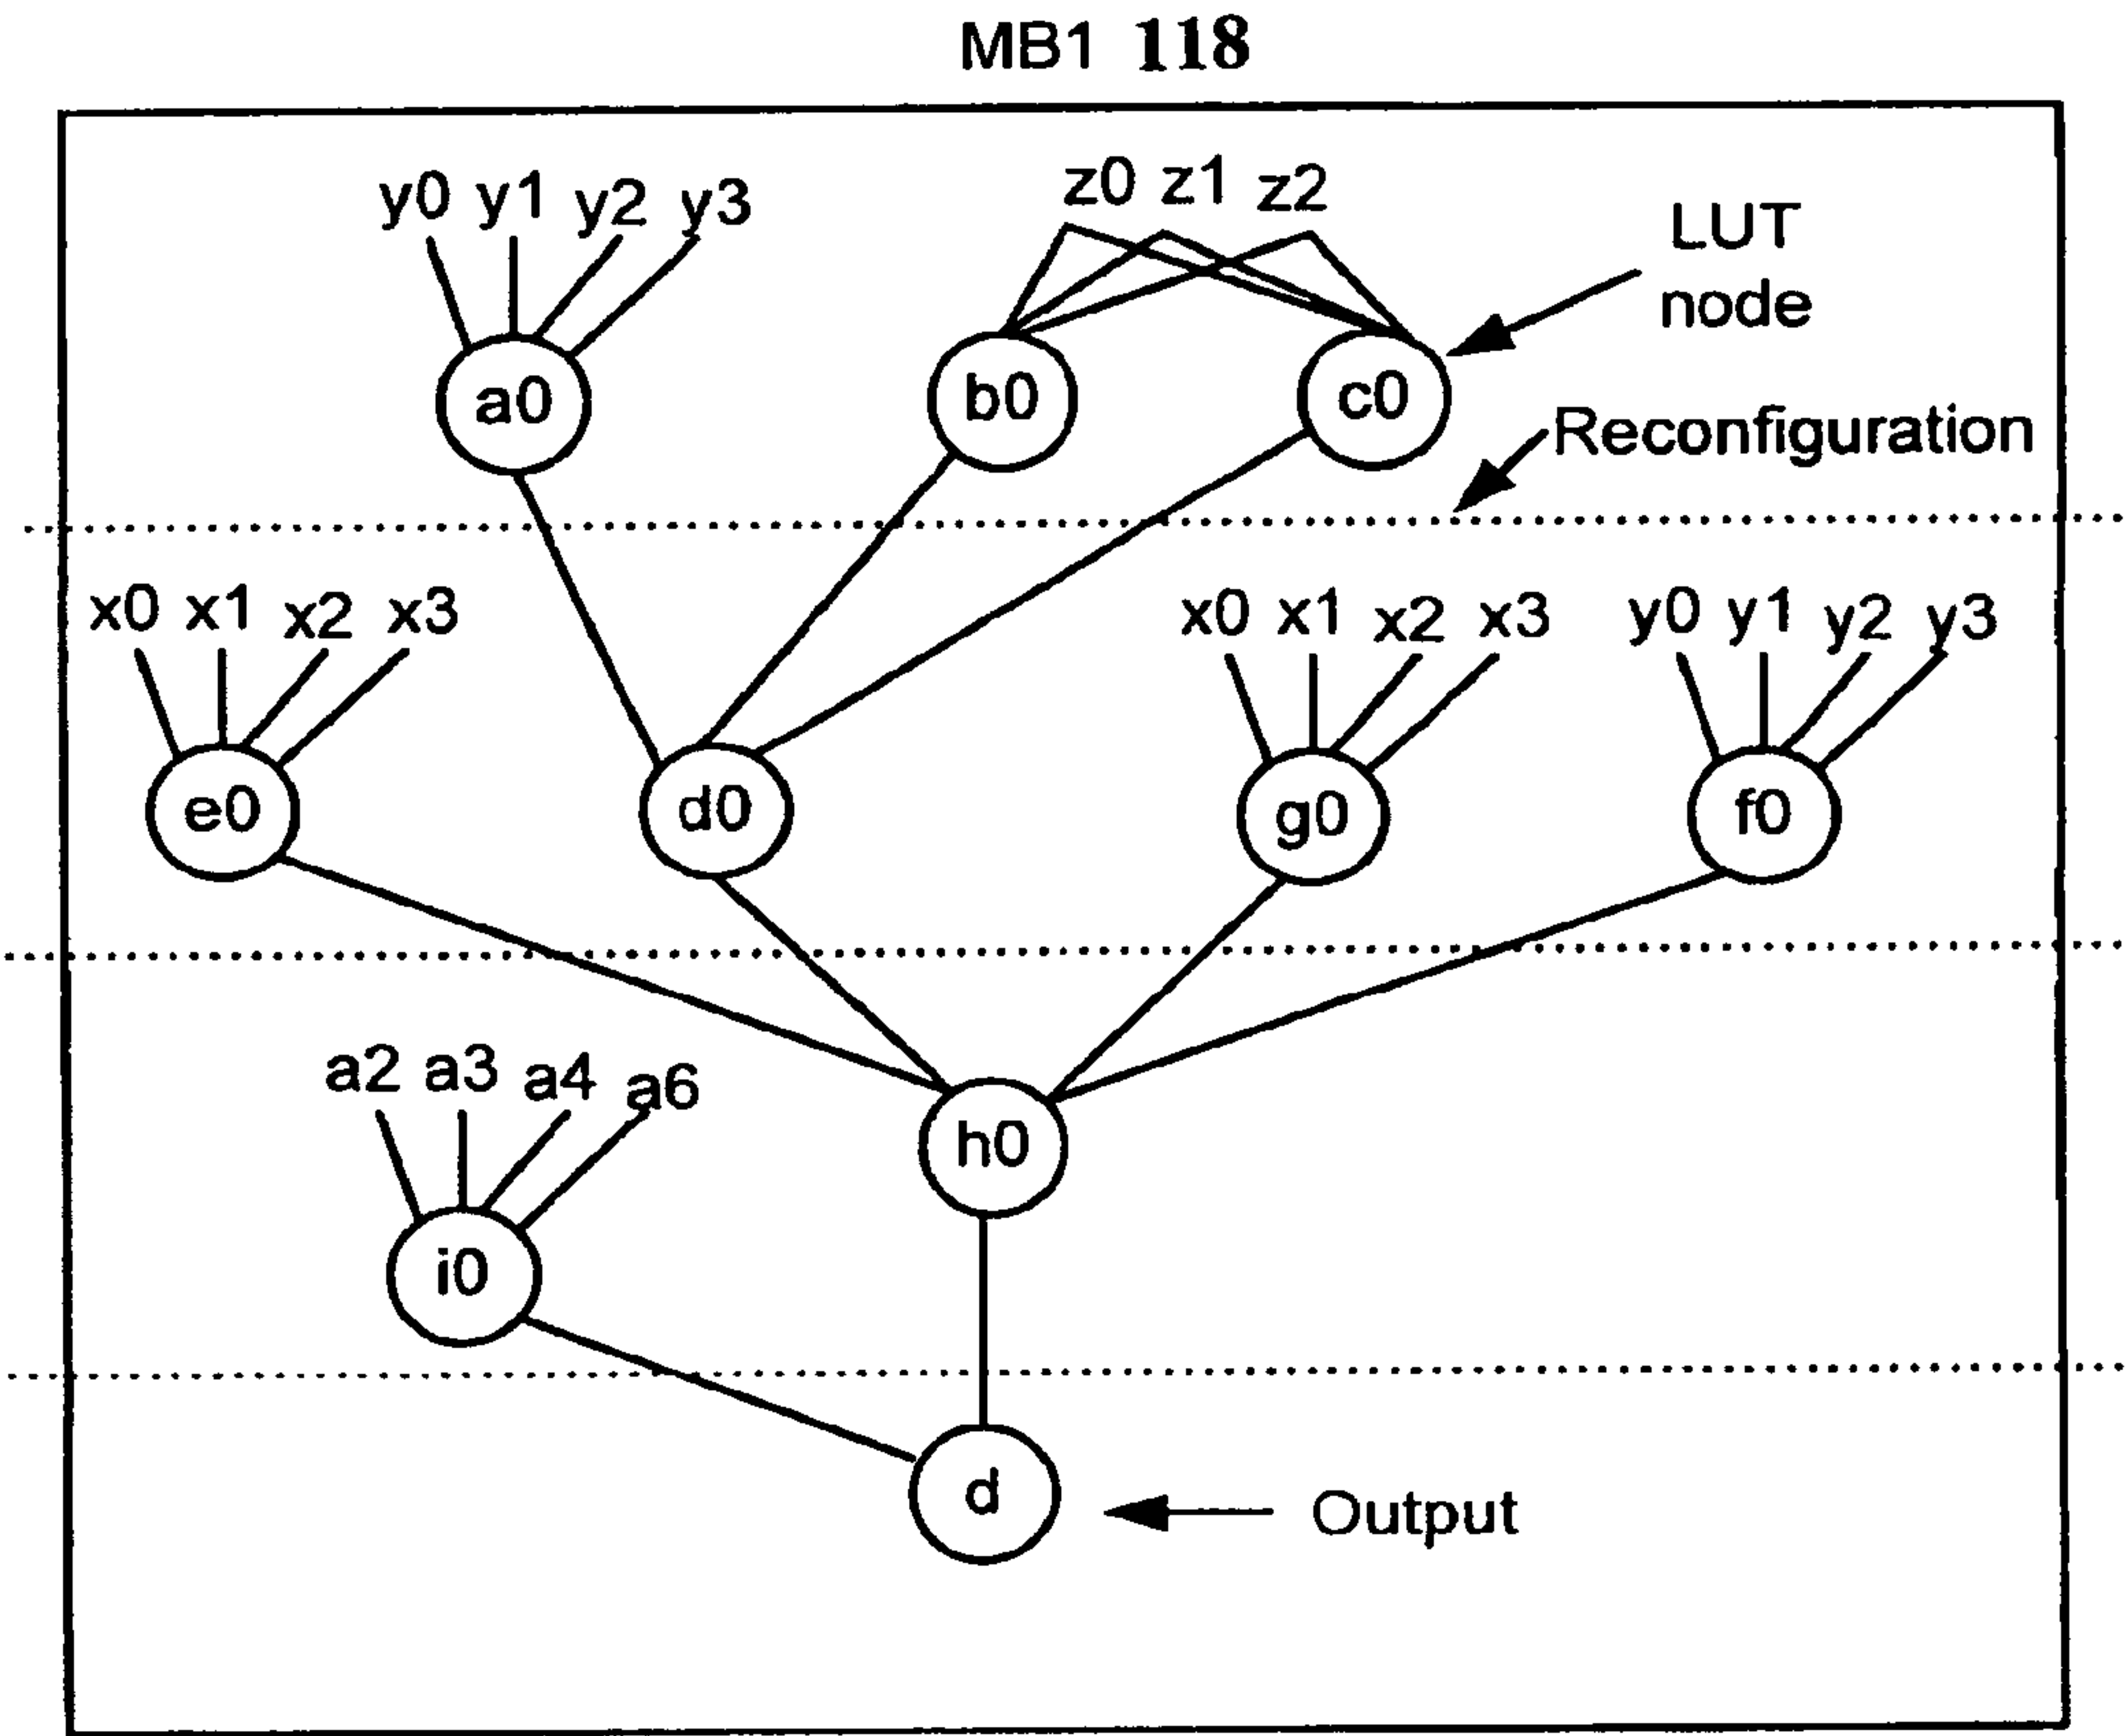 MB1 118
y0 y1 y2 y3
z0 z1 z2
LUT
node
a0
b0
c0
Reconfiguration
x0 x1 x2 x3
x0 x1 x2 x3
y0 y1 y2 y3
e0
d0
g0
f0
a2 a3 a4 a6
h0
i0
d
Output